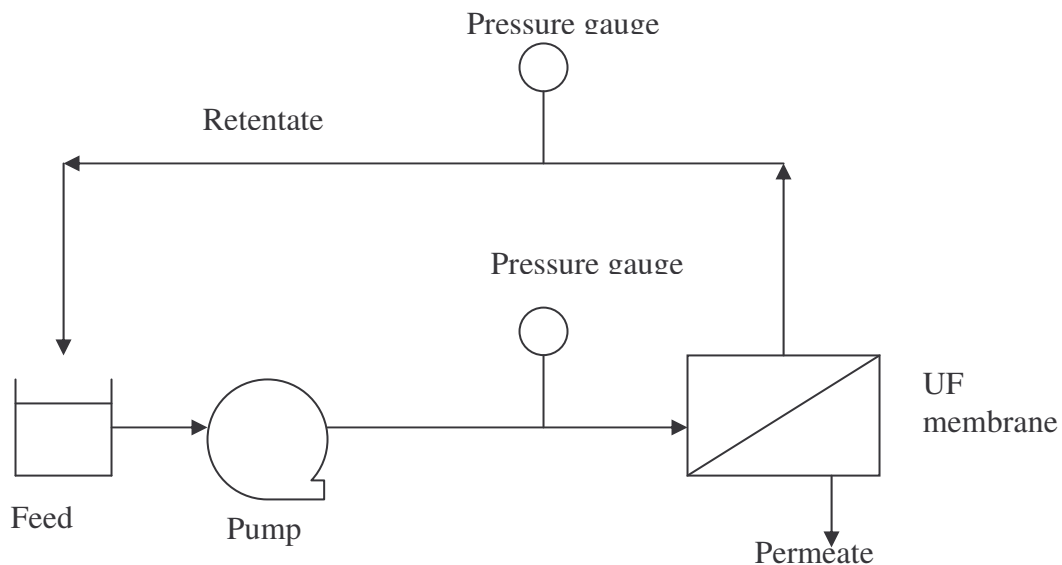 Pressure gauge
Retentate
Pressure gauge
UF
membrane
Feed
Pump
Permeate